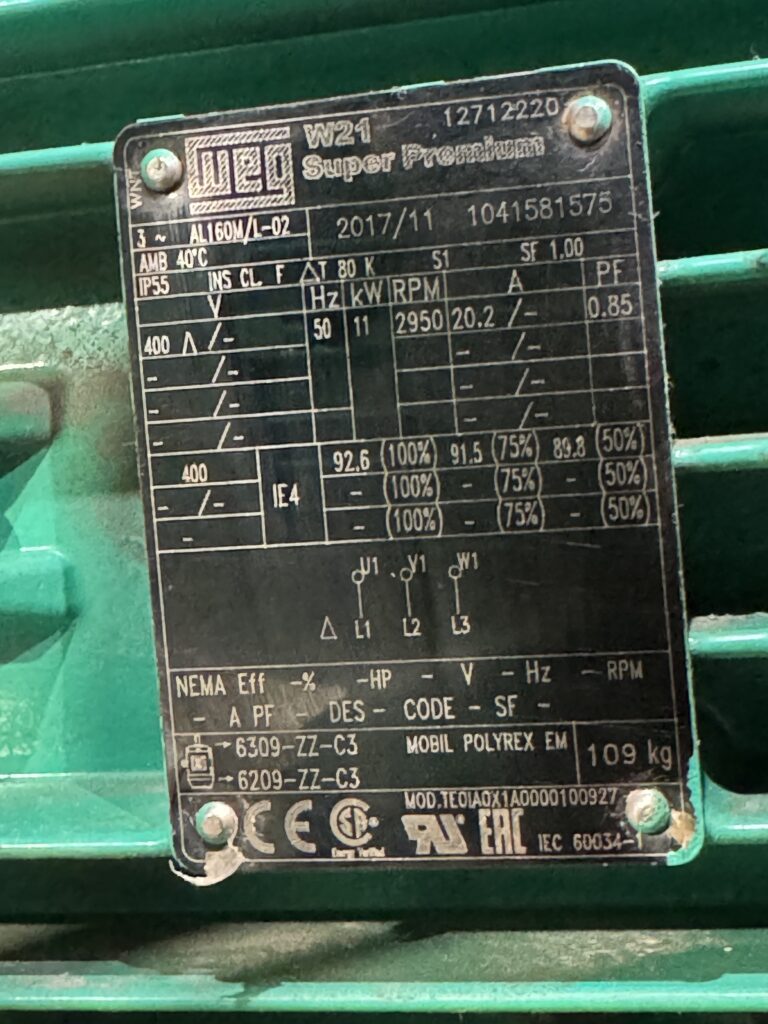 WNT
weg W21 12712220
Super Premium
3 ~ AL160M/L-02 2017/11 1041581575
AMB 40°C
IP55 INS CL. F ΔT 80 K S1 SF 1.00
V Hz kW RPM A PF
400 Δ /- 50 11 2950 20.2 /- 0.85
- /- - /-
- /- - /-
- /- - /-
400 IE4 92.6 (100%) 91.5 (75%) 89.8 (50%)
- /- - (100%) - (75%) - (50%)
- - (100%) - (75%) - (50%)
U1 V1 W1
Δ L1 L2 L3
NEMA Eff -% -HP - V - Hz - RPM
- A PF - DES - CODE - SF -
→6309-ZZ-C3 MOBIL POLYREX EM 109 kg
→6209-ZZ-C3
MOD.TE01A0X1A0000100927
CE Energy Verified EAC IEC 60034-1